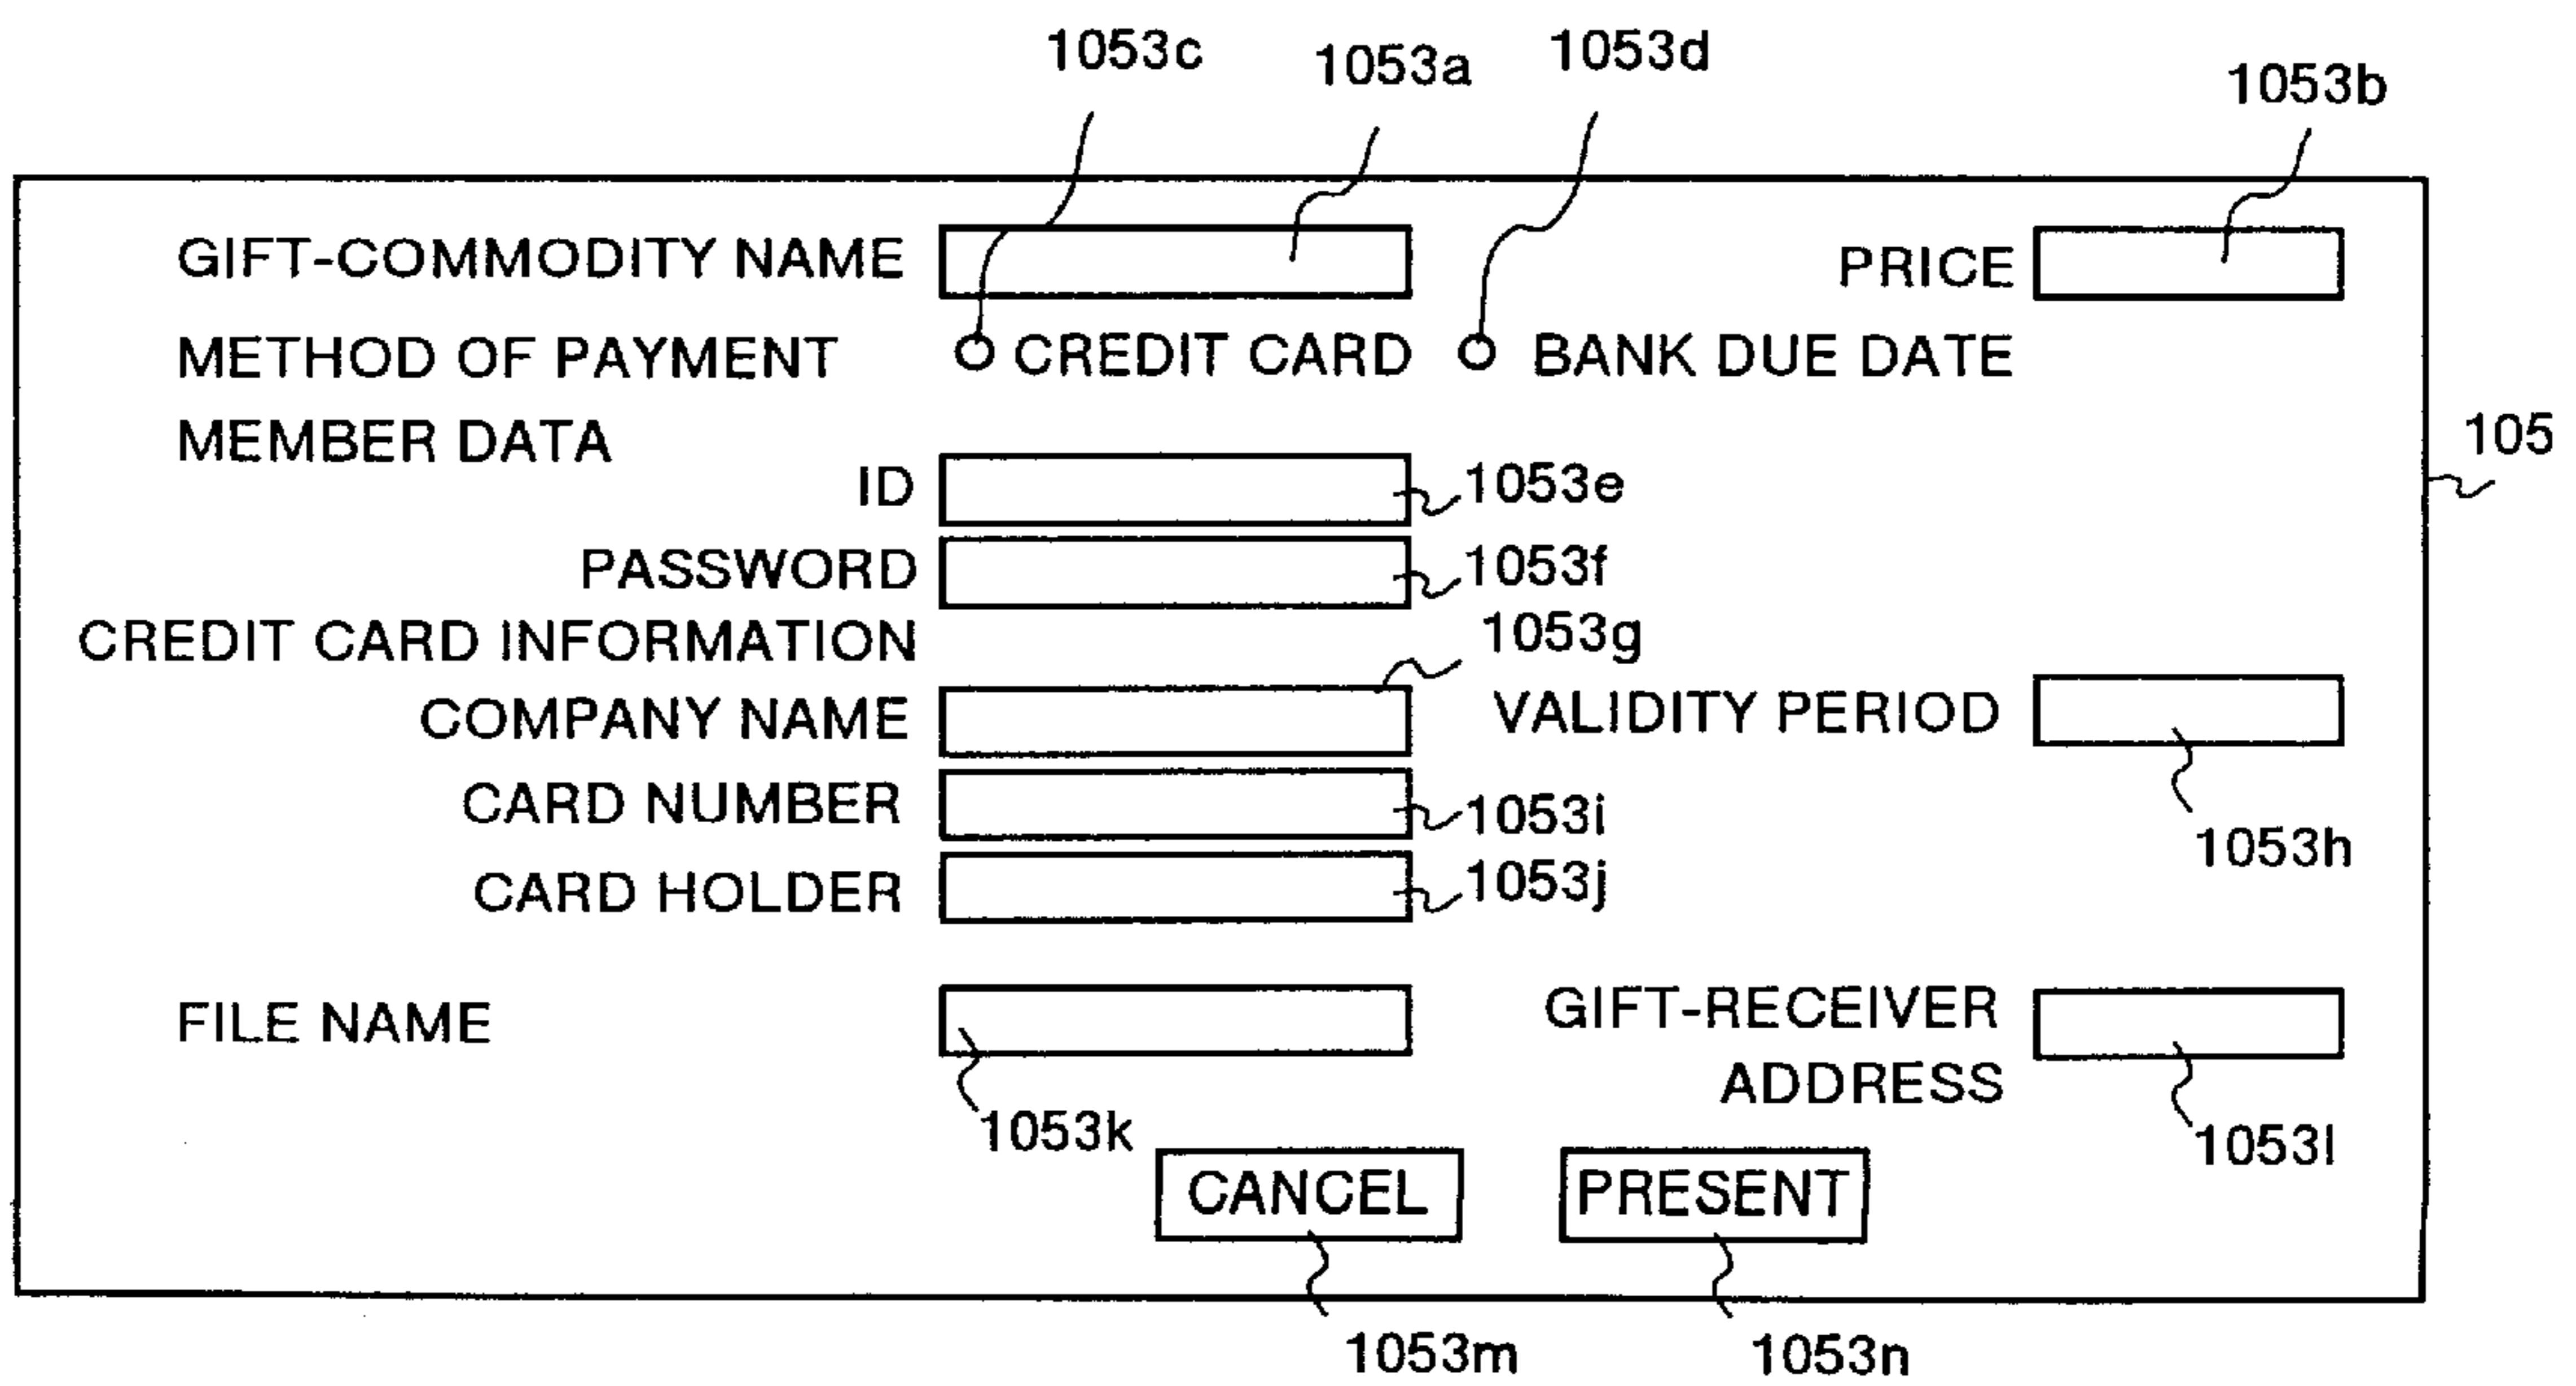 1053c 1053a 1053d 1053b
GIFT-COMMODITY NAME PRICE
METHOD OF PAYMENT CREDIT CARD BANK DUE DATE
MEMBER DATA 105
ID 1053e
PASSWORD 1053f
CREDIT CARD INFORMATION 1053g
COMPANY NAME VALIDITY PERIOD
CARD NUMBER 1053i 1053h
CARD HOLDER 1053j
FILE NAME GIFT-RECEIVER
ADDRESS
1053k 1053l
CANCEL PRESENT
1053m 1053n